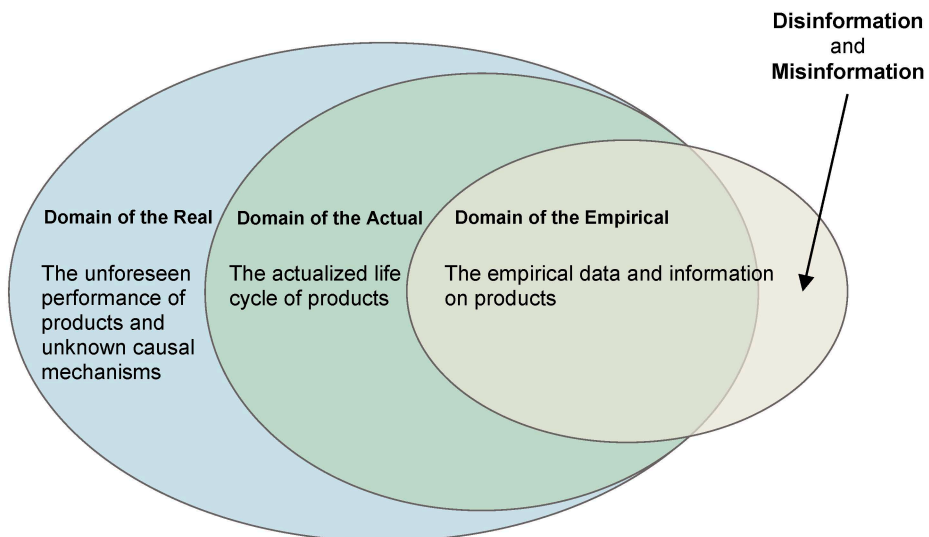 Disinformation
and
Misinformation
Domain of the Real
The unforeseen
performance of
products and
unknown causal
mechanisms
Domain of the Actual
The actualized life
cycle of products
Domain of the Empirical
The empirical data and information
on products